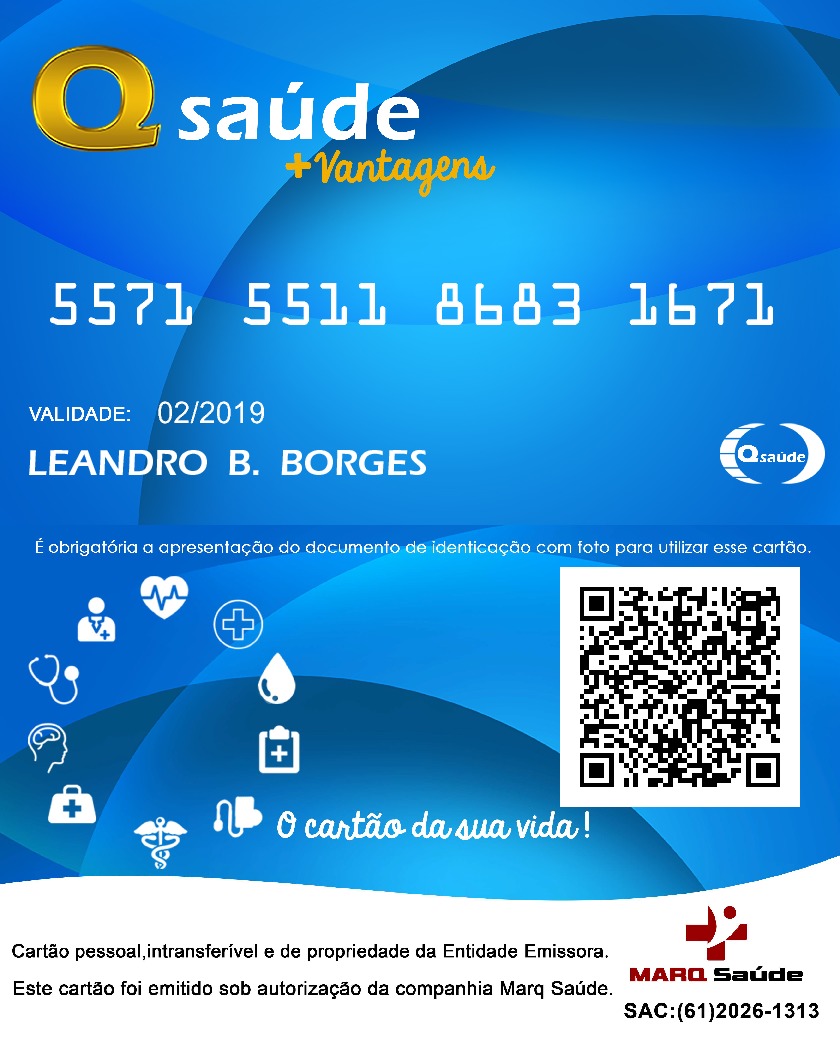 Q saúde
+Vantagens
5571 5511 8683 1671
VALIDADE: 02/2019
LEANDRO B. BORGES
Qsaúde
É obrigatória a apresentação do documento de identicação com foto para utilizar esse cartão.
O cartão da sua vida!
Cartão pessoal,intransferível e de propriedade da Entidade Emissora.
MARQ Saúde
Este cartão foi emitido sob autorização da companhia Marq Saúde.
SAC:(61)2026-1313